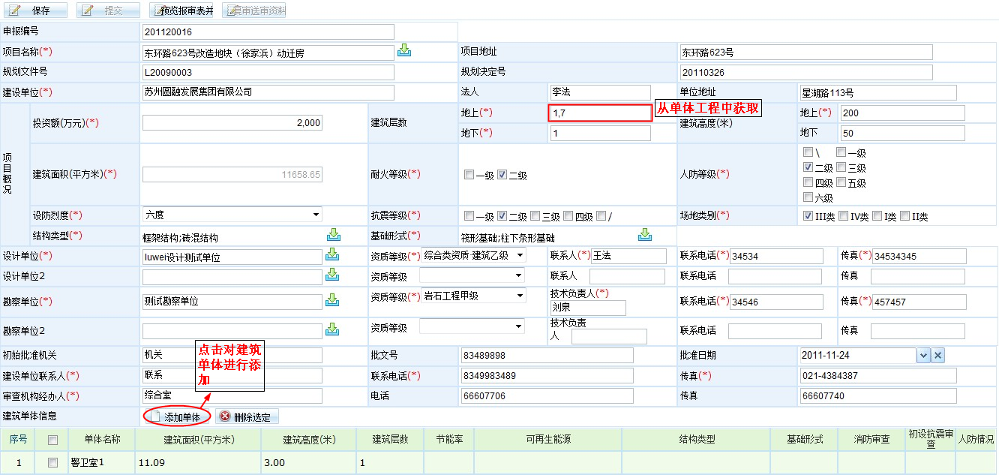 保存 提交 预览报审表并 复审送审资料
申报编号 201120016
项目名称(*) 东环路623号改造地块（徐家浜）动迁房 项目地址 东环路623号
规划文件号 L20090003 规划决定号 20110326
建设单位(*) 苏州圆融发展集团有限公司 法人 李法 单位地址 星湖路113号
项目概况
投资额(万元)(*) 2,000 建筑层数 地上(*) 1,7 从单体工程中获取 建筑高度(米) 地上(*) 200
地下(*) 1 地下 50
建筑面积(平方米)(*) 11658.65 耐火等级(*) 一级 二级 人防等级(*) \ 一级
二级 三级
四级 五级
六级
设防烈度(*) 六度 抗震等级(*) 一级 二级 三级 四级 / 场地类别(*) III类 IV类 I类 II类
结构类型(*) 框架结构;砖混结构 基础形式(*) 筏形基础;柱下条形基础
设计单位(*) luwei设计测试单位 资质等级(*) 综合类资质-建筑乙级 联系人(*) 王法 联系电话(*) 34534 传真(*) 34534345
设计单位2 资质等级 联系人 联系电话 传真
勘察单位(*) 测试勘察单位 资质等级(*) 岩石工程甲级 技术负责人(*) 刘泉 联系电话(*) 34546 传真(*) 457457
勘察单位2 资质等级 技术负责人 联系电话 传真
点击对建筑
单体进行添
加
初始批准机关 机关 批文号 83489898 批准日期 2011-11-24
建设单位联系人(*) 联系 联系电话(*) 8349983489 传真(*) 021-4384387
审查机构经办人(*) 综合室 电话 66607706 传真 66607740
建筑单体信息 添加单体 删除选定
序号 单体名称 建筑面积(平方米) 建筑高度(米) 建筑层数 节能率 可再生能源 结构类型 基础形式 消防审查 初设抗震审查 人防情况
1 警卫室1 11.09 3.00 1